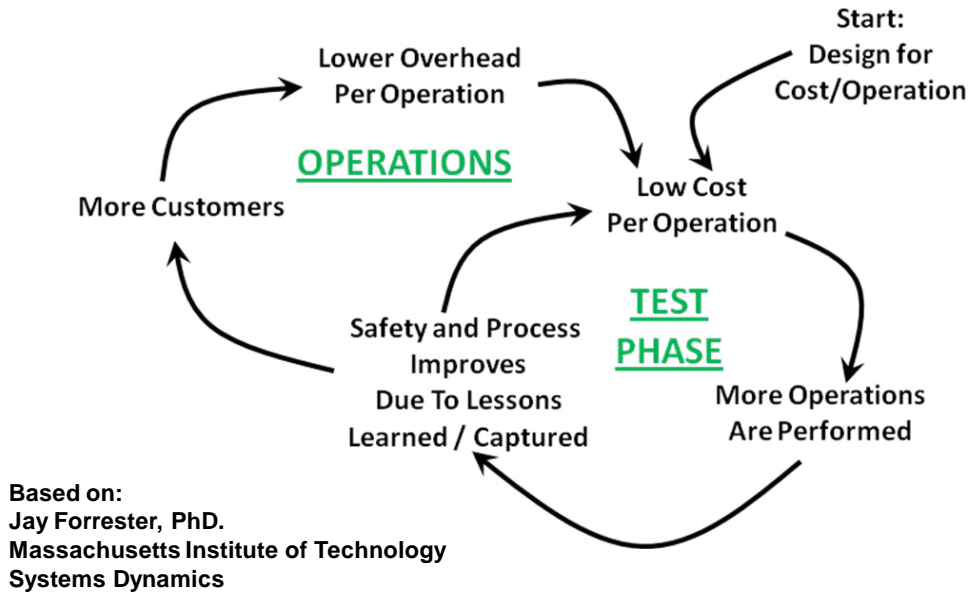 Start:
Design for
Cost/Operation
Lower Overhead
Per Operation
OPERATIONS
Low Cost
Per Operation
More Customers
TEST
PHASE
Safety and Process
Improves
Due To Lessons
Learned / Captured
More Operations
Are Performed
Based on:
Jay Forrester, PhD.
Massachusetts Institute of Technology
Systems Dynamics